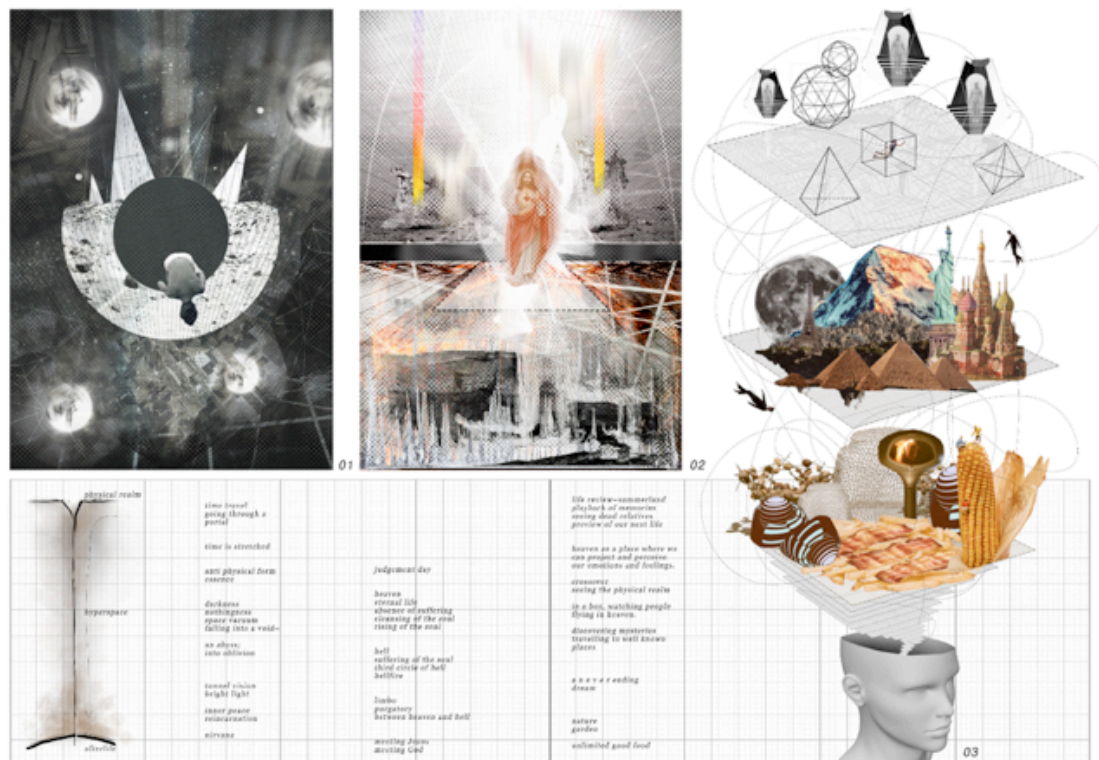 01
02
physical realm
hyperspace
afterlife
time travel
going through a
portal
time is stretched
anti physical form
essence
darkness
nothingness
space vacuum
falling into a void-
an abyss;
into oblivion
tunnel vision
bright light
inner peace
reincarnation
nirvana
judgement day
heaven
eternal life
absence of suffering
cleansing of the soul
rising of the soul
hell
suffering of the soul
third circle of hell
hellfire
limbo
purgatory
between heaven and hell
meeting Jesus
meeting God
life review-summerland
playback of memories
seeing dead relatives
preview of our next life
heaven as a place where we
can project and perceive
our emotions and feelings.
crossover
seeing the physical realm
in a box, watching people
flying in heaven.
discovering mysteries
travelling to well known
places
a n e v e r ending
dream
nature
garden
unlimited good food
03